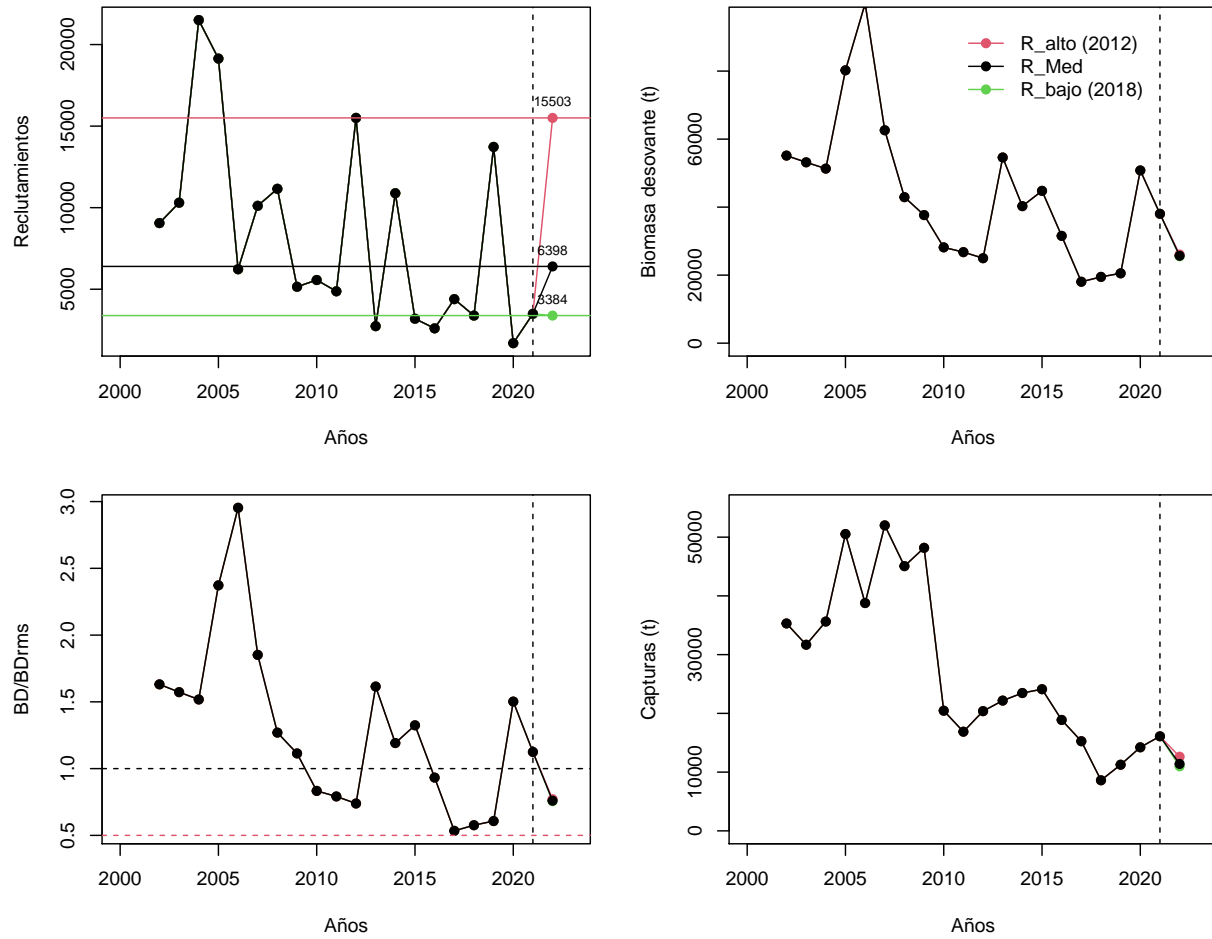 Reclutamientos
20000
15000
10000
5000
15503
6398
3384
2000 2005 2010 2015 2020
Años
Biomasa desovante (t)
60000
20000
0
R_alto (2012)
R_Med
R_bajo (2018)
2000 2005 2010 2015 2020
Años
BD/BDrms
3.0
2.5
2.0
1.5
1.0
0.5
2000 2005 2010 2015 2020
Años
Capturas (t)
50000
30000
10000
0
2000 2005 2010 2015 2020
Años